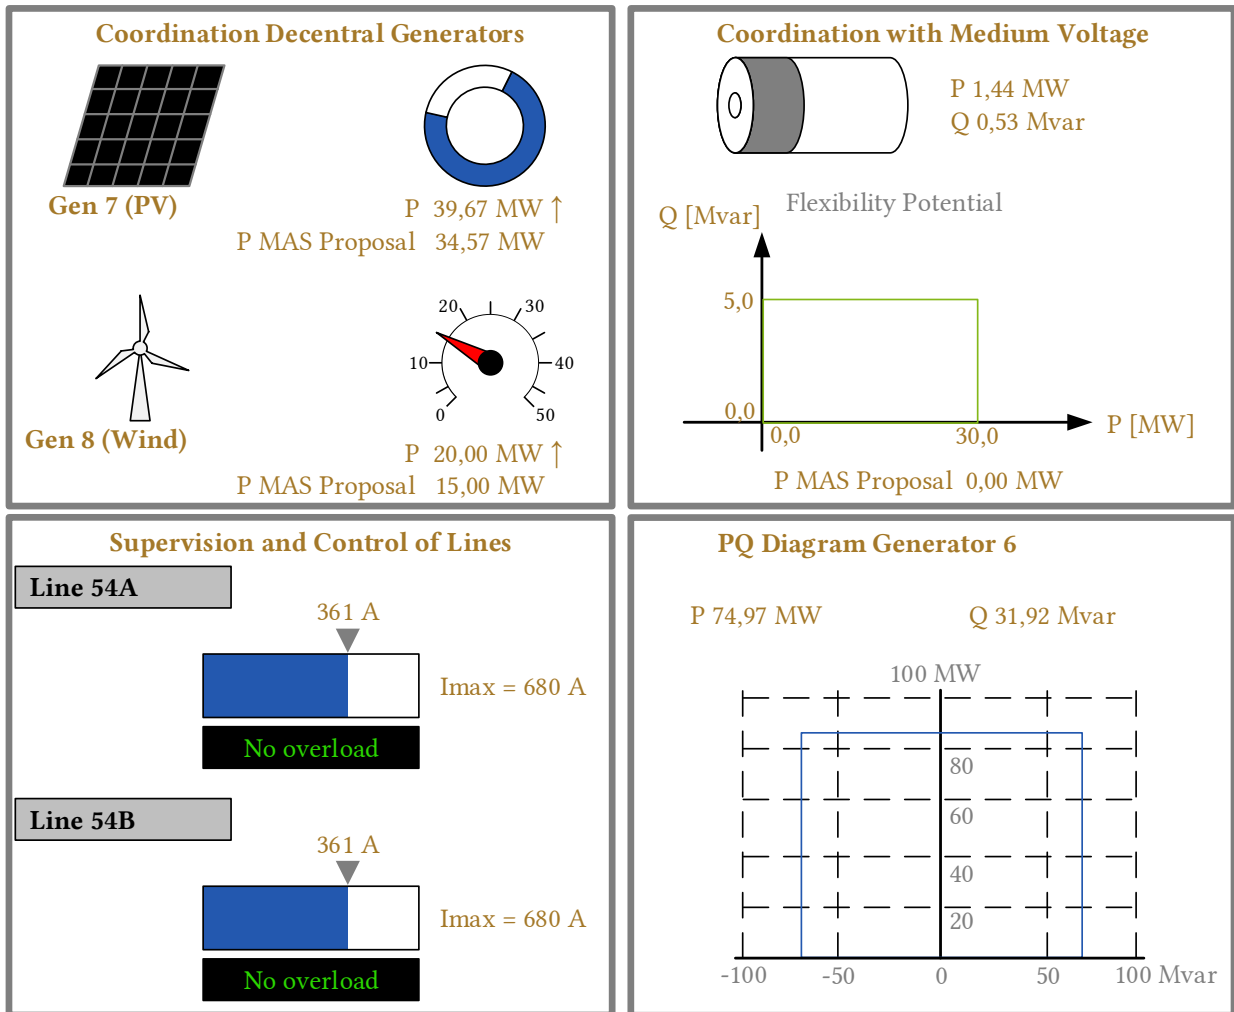 Coordination Decentral Generators
Gen 7 (PV)
P 39,67 MW ↑
P MAS Proposal 34,57 MW
Gen 8 (Wind)
0
10
20
30
40
50
P 20,00 MW ↑
P MAS Proposal 15,00 MW
Coordination with Medium Voltage
P 1,44 MW
Q 0,53 Mvar
Flexibility Potential
Q [Mvar]
5,0
0,0
0,0
30,0
P [MW]
P MAS Proposal 0,00 MW
Supervision and Control of Lines
Line 54A
361 A
Imax = 680 A
No overload
Line 54B
361 A
Imax = 680 A
No overload
PQ Diagram Generator 6
P 74,97 MW
Q 31,92 Mvar
100 MW
80
60
40
20
-100
-50
0
50
100 Mvar